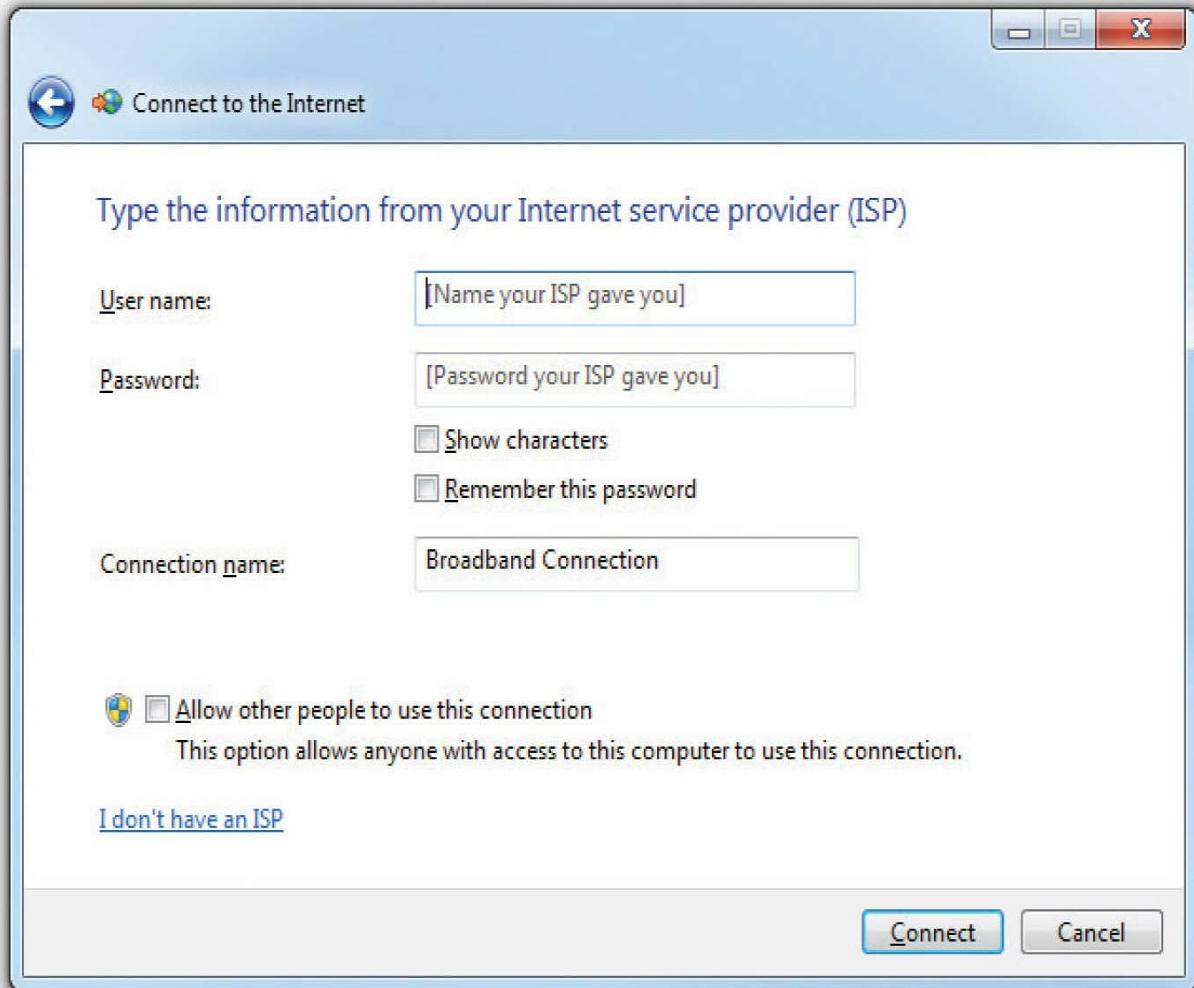 Connect to the Internet
Type the information from your Internet service provider (ISP)
User name:
[Name your ISP gave you]
Password:
[Password your ISP gave you]
Show characters
Remember this password
Connection name:
Broadband Connection
Allow other people to use this connection
This option allows anyone with access to this computer to use this connection.
I don't have an ISP
Connect
Cancel